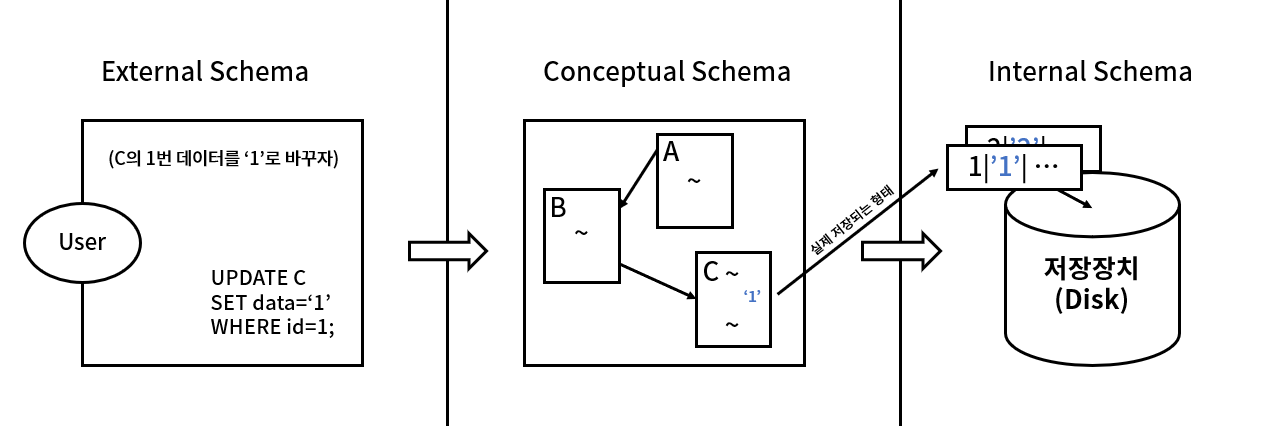 External Schema
(C의 1번 데이터를 ‘1’로 바꾸자)
User
UPDATE C
SET data=‘1’
WHERE id=1;
Conceptual Schema
A
~
B
~
C ~
‘1’
~
실제 저장되는 형태
Internal Schema
2|’2’|
1|’1’| ⋯
저장장치
(Disk)